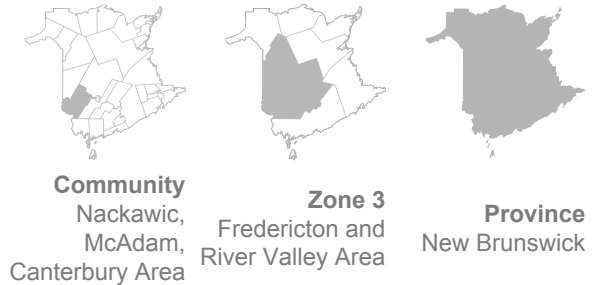 Community
Nackawic,
McAdam,
Canterbury Area
Zone 3
Fredericton and
River Valley Area
Province
New Brunswick